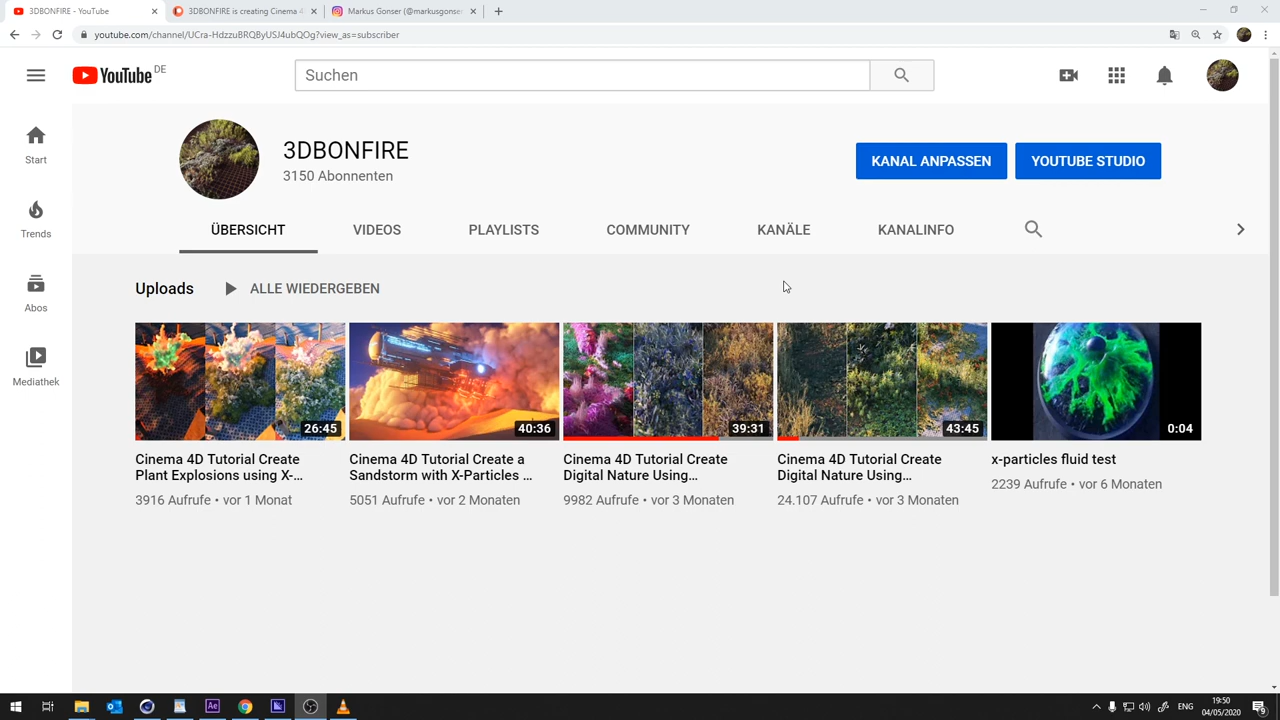 3DBONFIRE - YouTube
3DBONFIRE is creating Cinema 4
Markus Gonser (@markusgonser
youtube.com/channel/UCra-HdzzuBRQByUSJ4ubQOg?view_as=subscriber
YouTube DE
Suchen
Start
Trends
Abos
Mediathek
3DBONFIRE
3150 Abonnenten
KANAL ANPASSEN
YOUTUBE STUDIO
ÜBERSICHT VIDEOS PLAYLISTS COMMUNITY KANÄLE KANALINFO
Uploads ALLE WIEDERGEBEN
26:45
Cinema 4D Tutorial Create
Plant Explosions using X-...
3916 Aufrufe • vor 1 Monat
40:36
Cinema 4D Tutorial Create a
Sandstorm with X-Particles ...
5051 Aufrufe • vor 2 Monaten
39:31
Cinema 4D Tutorial Create
Digital Nature Using...
9982 Aufrufe • vor 3 Monaten
43:45
Cinema 4D Tutorial Create
Digital Nature Using...
24.107 Aufrufe • vor 3 Monaten
0:04
x-particles fluid test
2239 Aufrufe • vor 6 Monaten
Ae
ENG
19:50
04/05/2020